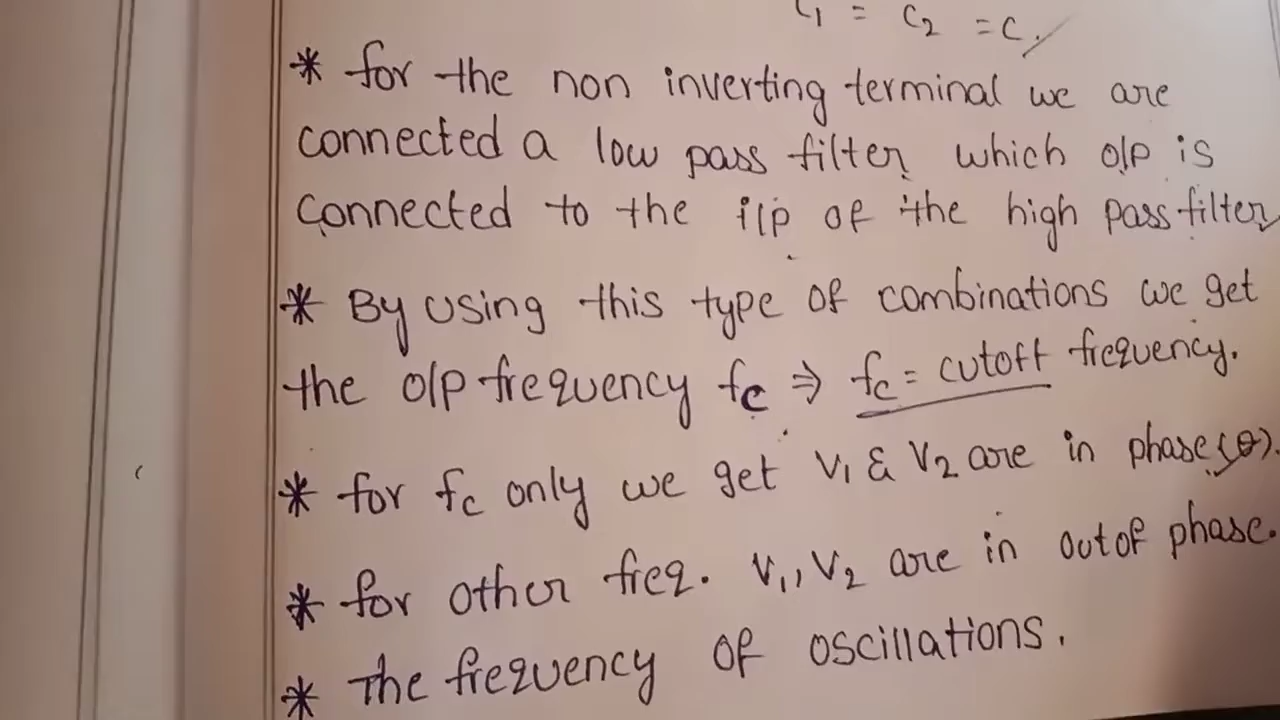 C1 = C2 = C
* for the non inverting terminal we are
connected a low pass filter, which o/p is
connected to the i/p of the high pass filter
* By using this type of combinations we get
the o/p frequency fc ⇒ fc = cutoff frequency.
* for fc only we get V1 & V2 are in phase(θ).
* for other freq. V1, V2 are in out of phase.
* The frequency of oscillations.